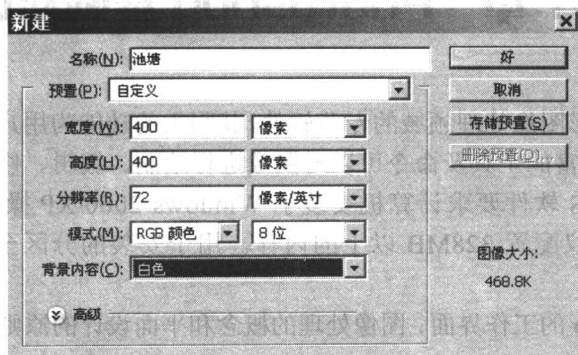 新建
名称(N): 池塘
好
预置(P): 自定义
取消
宽度(W): 400 像素
存储预置(S)
高度(H): 400 像素
删除预置(D)...
分辨率(R): 72 像素/英寸
模式(M): RGB 颜色 8 位
图像大小:
背景内容(C): 白色
468.8K
高级